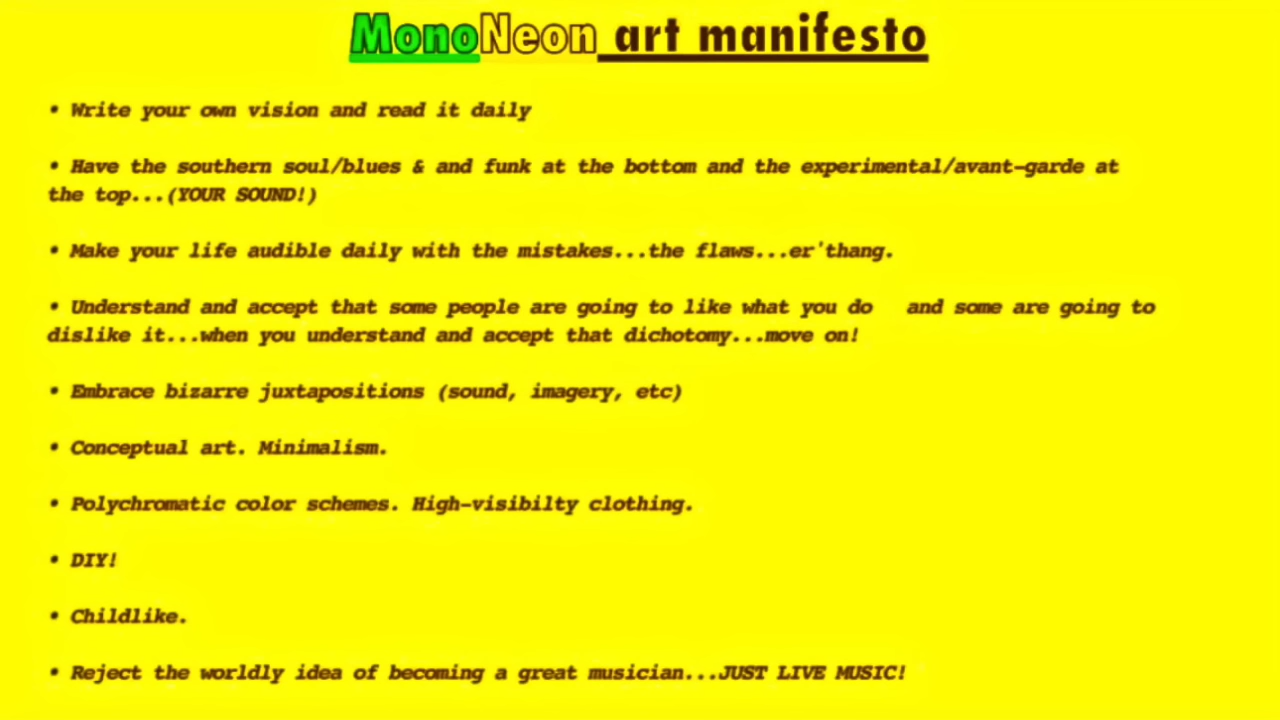 MonoNeon art manifesto
• Write your own vision and read it daily
• Have the southern soul/blues & and funk at the bottom and the experimental/avant-garde at
the top...(YOUR SOUND!)
• Make your life audible daily with the mistakes...the flaws...er'thang.
• Understand and accept that some people are going to like what you do and some are going to
dislike it...when you understand and accept that dichotomy...move on!
• Embrace bizarre juxtapositions (sound, imagery, etc)
• Conceptual art. Minimalism.
• Polychromatic color schemes. High-visibilty clothing.
• DIY!
• Childlike.
• Reject the worldly idea of becoming a great musician...JUST LIVE MUSIC!